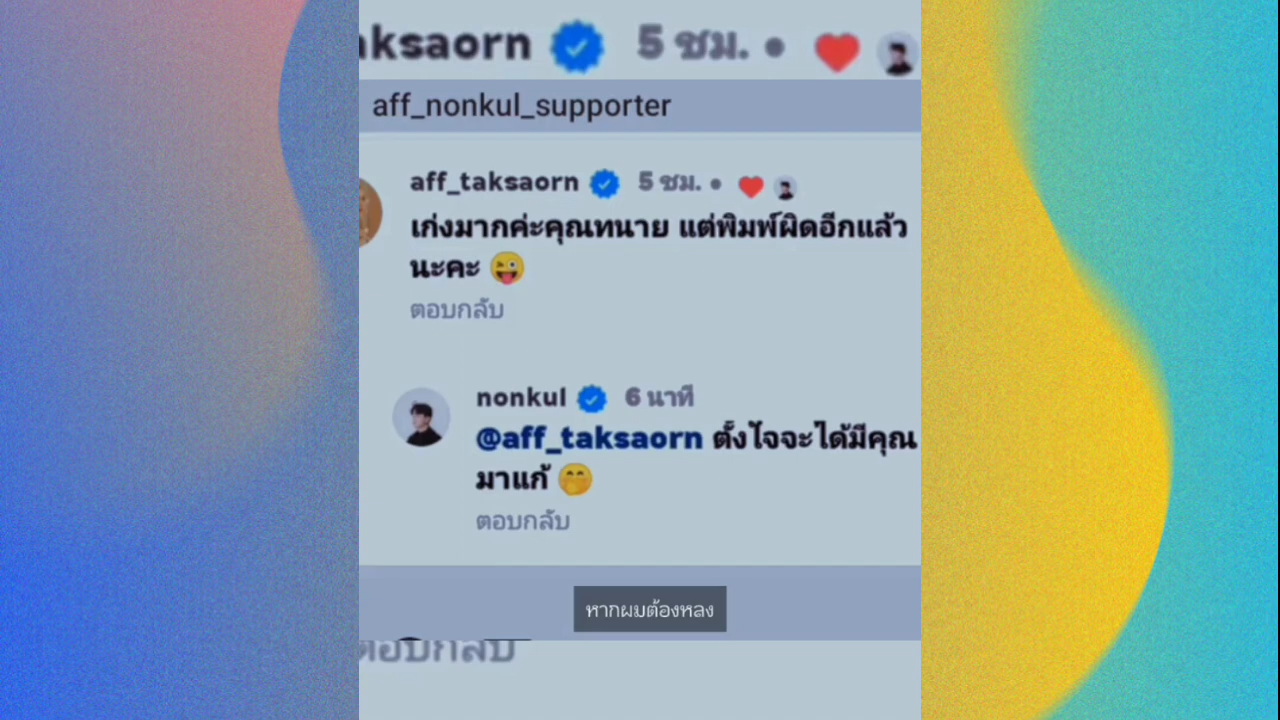 ksaorn 5 ชม. •
aff_nonkul_supporter
aff_taksaorn 5 ชม. •
เก่งมากค่ะคุณทนาย แต่พิมพ์ผิดอีกแล้ว
นะคะ 😜
ตอบกลับ
nonkul 6 นาที
@aff_taksaorn ตั้งใจจะได้มีคุณ
มาแก้ 🤭
ตอบกลับ
หากผมต้องหลง
ตอบกลับ